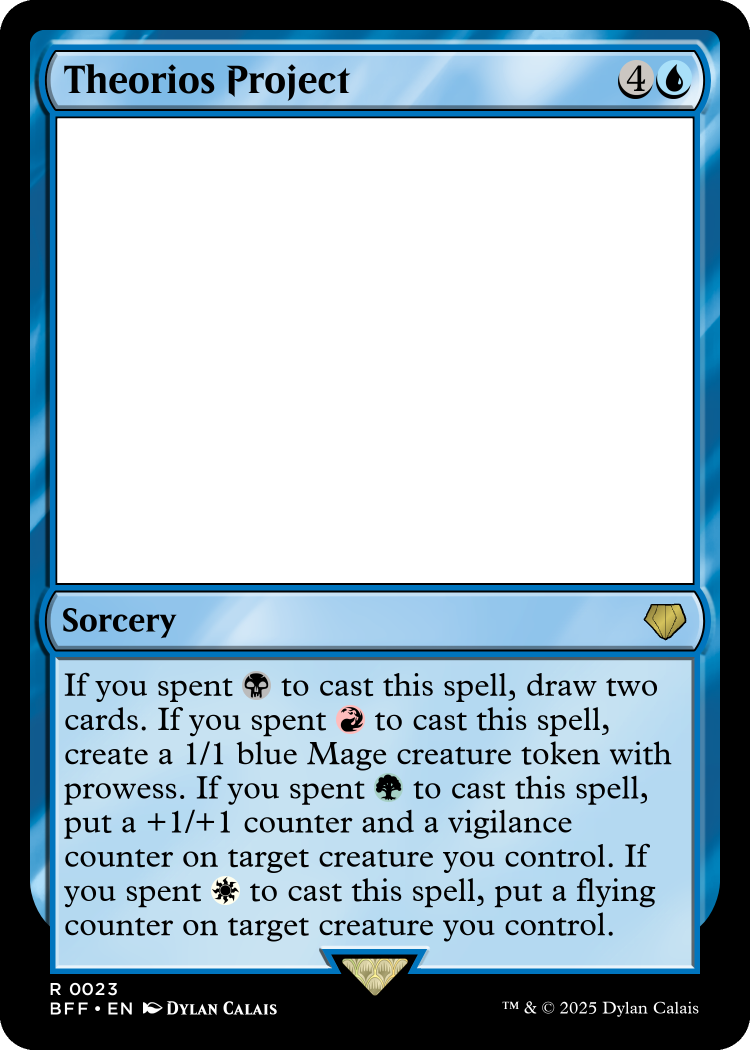 Theorios Project 4
Sorcery
If you spent to cast this spell, draw two
cards. If you spent to cast this spell,
create a 1/1 blue Mage creature token with
prowess. If you spent to cast this spell,
put a +1/+1 counter and a vigilance
counter on target creature you control. If
you spent to cast this spell, put a flying
counter on target creature you control.
R 0023
BFF • EN Dylan Calais
™ & © 2025 Dylan Calais